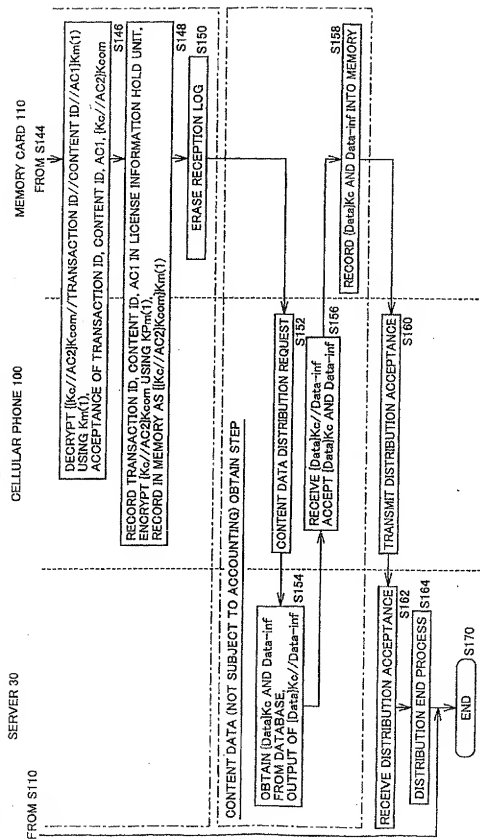 SERVER 30
CELLULAR PHONE 100
MEMORY CARD 110
FROM S110
FROM S144
DECRYPT {{Kc//AC2}Kcom//TRANSACTION ID//CONTENT ID//AC1}Km(1)
USING Km(1),
ACCEPTANCE OF TRANSACTION ID, CONTENT ID, AC1, {Kc//AC2}Kcom
S146
RECORD TRANSACTION ID, CONTENT ID, AC1 IN LICENSE INFORMATION HOLD UNIT,
ENCRYPT {Kc//AC2}Kcom USING KPm(1),
RECORD IN MEMORY AS {{Kc//AC2}Kcom}Km(1)
S148
ERASE RECEPTION LOG
S150
CONTENT DATA (NOT SUBJECT TO ACCOUNTING) OBTAIN STEP
CONTENT DATA DISTRIBUTION REQUEST
S152
OBTAIN {Data}Kc AND Data-inf
FROM DATABASE,
OUTPUT OF {Data}Kc//Data-inf
S154
RECEIVE {Data}Kc//Data-inf
ACCEPT {Data}Kc AND Data-inf
S156
RECORD {Data}Kc AND Data-inf INTO MEMORY
S158
TRANSMIT DISTRIBUTION ACCEPTANCE
S160
RECEIVE DISTRIBUTION ACCEPTANCE
S162
DISTRIBUTION END PROCESS
S164
END
S170